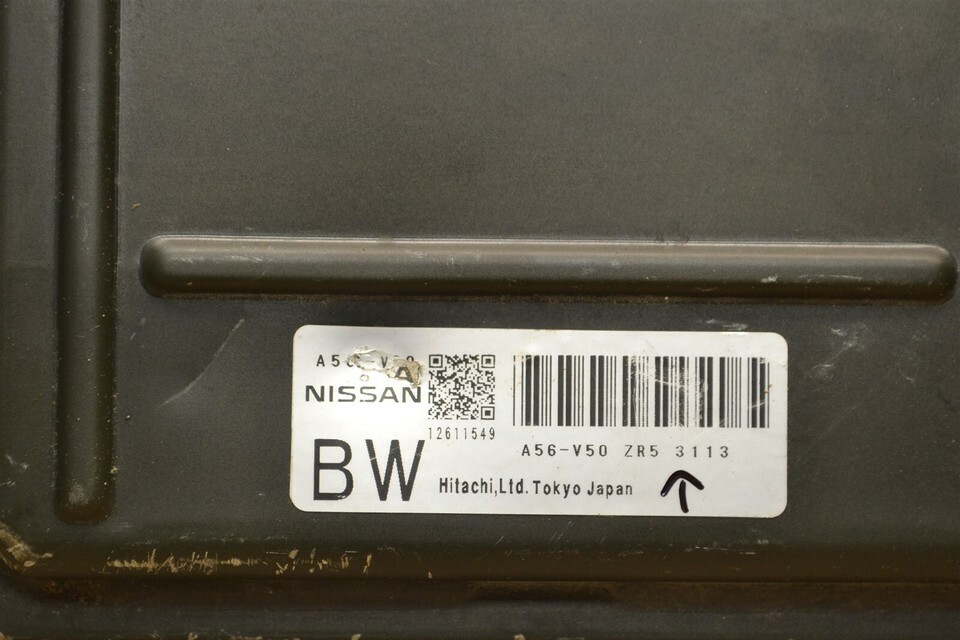 NISSAN
12611549
BW
A56-V50 ZR5 3113
Hitachi,Ltd. Tokyo Japan